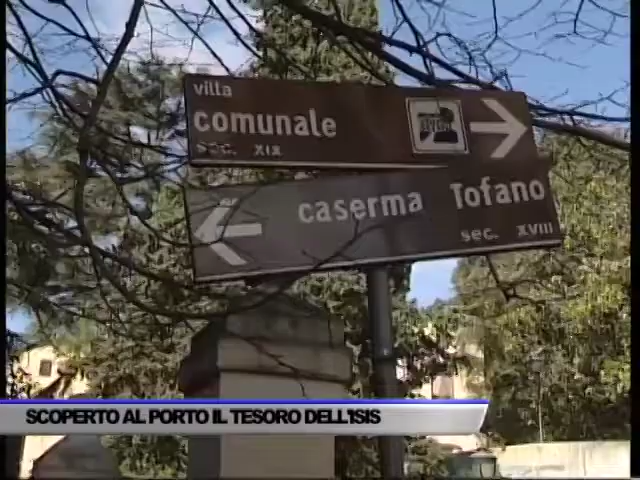 villa
comunale
sec. XIX
caserma Tofano
sec. XVIII
SCOPERTO AL PORTO IL TESORO DELL'ISIS